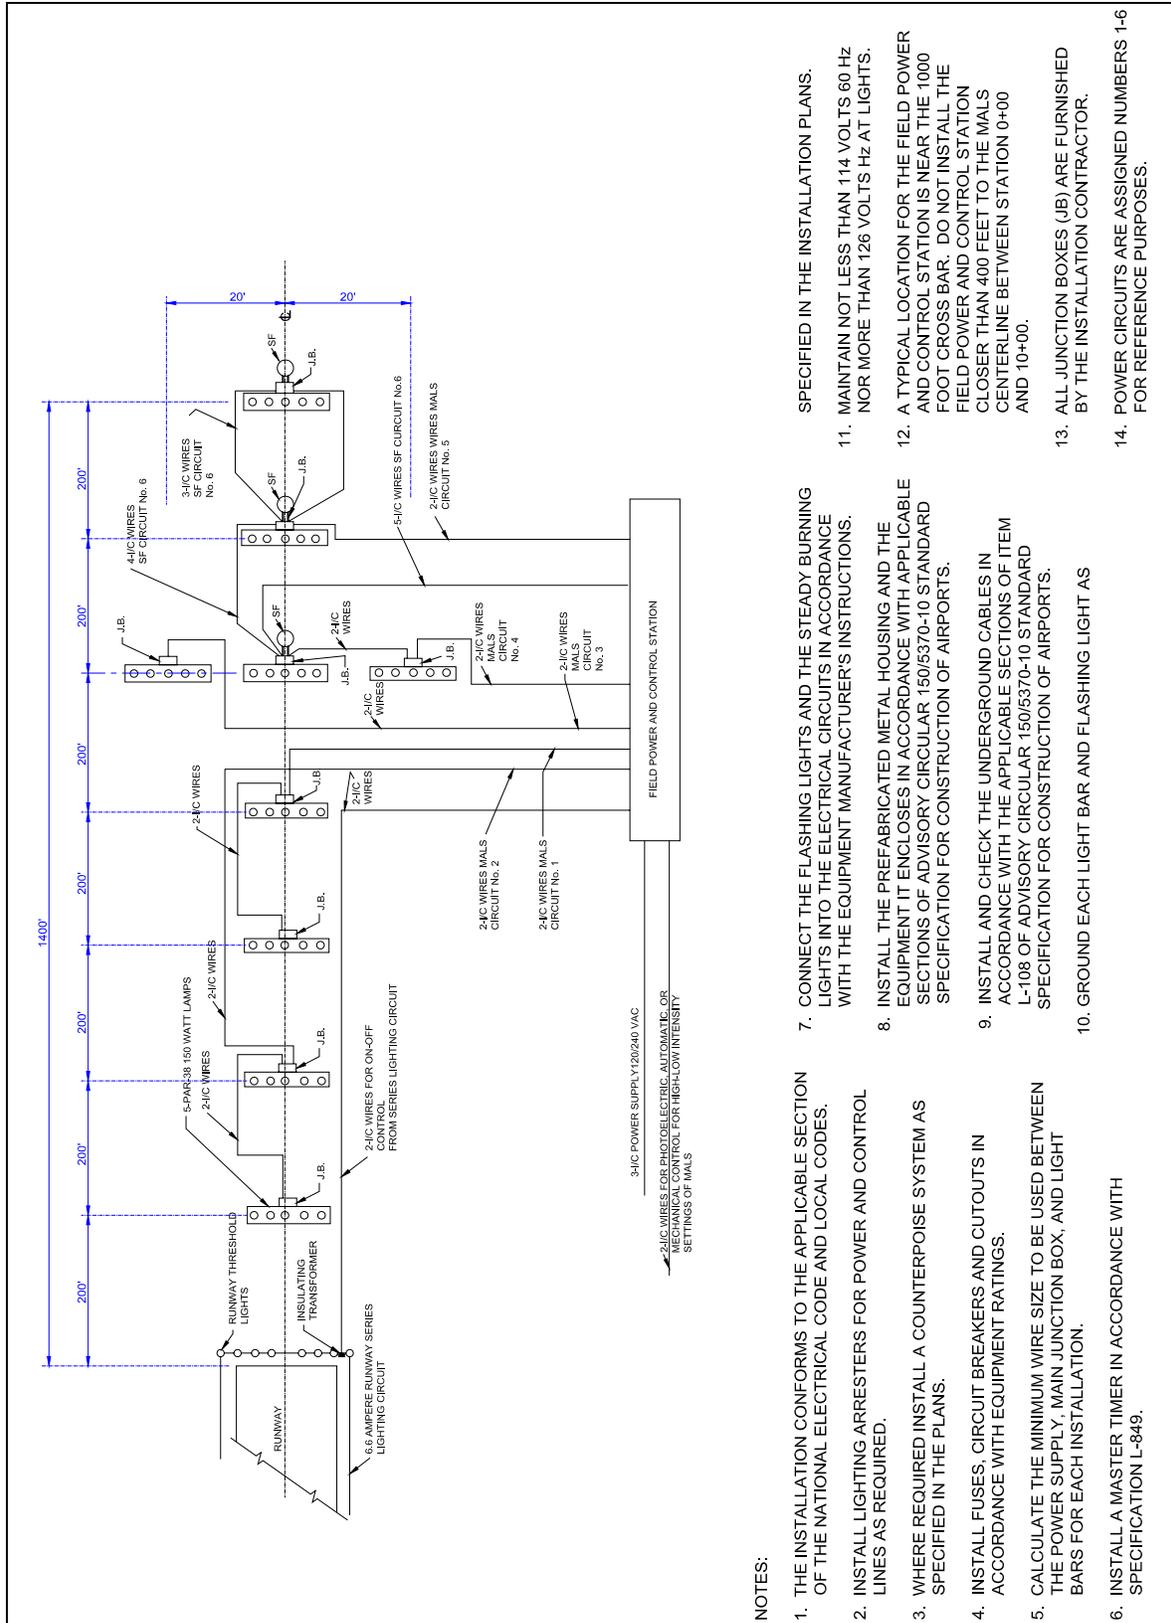 1400'
200'
200'
200'
200'
200'
200'
200'
20'
20'
RUNWAY THRESHOLD
LIGHTS
RUNWAY
INSULATING
TRANSFORMER
6.6 AMPERE RUNWAY SERIES
LIGHTING CIRCUIT
5-PAR-38 150 WATT LAMPS
2-I/C WIRES
J.B.
2-I/C WIRES
J.B.
2-I/C WIRES FOR ON-OFF
CONTROL
FROM SERIES LIGHTING CIRCUIT
J.B.
2-I/C WIRES
J.B
2-I/C
WIRES
J.B.
2-I/C
WIRES
SF
J.B.
2-I/C
WIRES
J.B.
4-I/C WIRES
SF CIRCUIT No. 6
3-I/C WIRES
SF CIRCUIT
No. 6
SF
J.B.
SF
J.B.
℄
5-I/C WIRES SF CURCUIT No.6
2-I/C WIRES WIRES MALS
CIRCUIT No. 5
2-I/C WIRES
MALS
CIRCUIT
No. 4
2-I/C WIRES
MALS
CIRCUIT
No. 3
2-I/C WIRES MALS
CIRCUIT No. 2
2-I/C WIRES MALS
CIRCUIT No. 1
FIELD POWER AND CONTROL STATION
3-I/C POWER SUPPLY120/240 VAC
2-I/C WIRES FOR PHOTOELECTRIC, AUTOMATIC, OR
MECHANICAL CONTROL FOR HIGH-LOW INTENSITY
SETTINGS OF MALS
NOTES:
1. THE INSTALLATION CONFORMS TO THE APPLICABLE SECTION
OF THE NATIONAL ELECTRICAL CODE AND LOCAL CODES.
2. INSTALL LIGHTING ARRESTERS FOR POWER AND CONTROL
LINES AS REQUIRED.
3. WHERE REQUIRED INSTALL A COUNTERPOISE SYSTEM AS
SPECIFIED IN THE PLANS.
4. INSTALL FUSES, CIRCUIT BREAKERS AND CUTOUTS IN
ACCORDANCE WITH EQUIPMENT RATINGS.
5. CALCULATE THE MINIMUM WIRE SIZE TO BE USED BETWEEN
THE POWER SUPPLY, MAIN JUNCTION BOX, AND LIGHT
BARS FOR EACH INSTALLATION.
6. INSTALL A MASTER TIMER IN ACCORDANCE WITH
SPECIFICATION L-849.
7. CONNECT THE FLASHING LIGHTS AND THE STEADY BURNING
LIGHTS INTO THE ELECTRICAL CIRCUITS IN ACCORDANCE
WITH THE EQUIPMENT MANUFACTURER'S INSTRUCTIONS.
8. INSTALL THE PREFABRICATED METAL HOUSING AND THE
EQUIPMENT IT ENCLOSES IN ACCORDANCE WITH APPLICABLE
SECTIONS OF ADVISORY CIRCULAR 150/5370-10 STANDARD
SPECIFICATION FOR CONSTRUCTION OF AIRPORTS.
9. INSTALL AND CHECK THE UNDERGROUND CABLES IN
ACCORDANCE WITH THE APPLICABLE SECTIONS OF ITEM
L-108 OF ADVISORY CIRCULAR 150/5370-10 STANDARD
SPECIFICATION FOR CONSTRUCTION OF AIRPORTS.
10. GROUND EACH LIGHT BAR AND FLASHING LIGHT AS
SPECIFIED IN THE INSTALLATION PLANS.
11. MAINTAIN NOT LESS THAN 114 VOLTS 60 Hz
NOR MORE THAN 126 VOLTS Hz AT LIGHTS.
12. A TYPICAL LOCATION FOR THE FIELD POWER
AND CONTROL STATION IS NEAR THE 1000
FOOT CROSS BAR. DO NOT INSTALL THE
FIELD POWER AND CONTROL STATION
CLOSER THAN 400 FEET TO THE MALS
CENTERLINE BETWEEN STATION 0+00
AND 10+00.
13. ALL JUNCTION BOXES (JB) ARE FURNISHED
BY THE INSTALLATION CONTRACTOR.
14. POWER CIRCUITS ARE ASSIGNED NUMBERS 1-6
FOR REFERENCE PURPOSES.